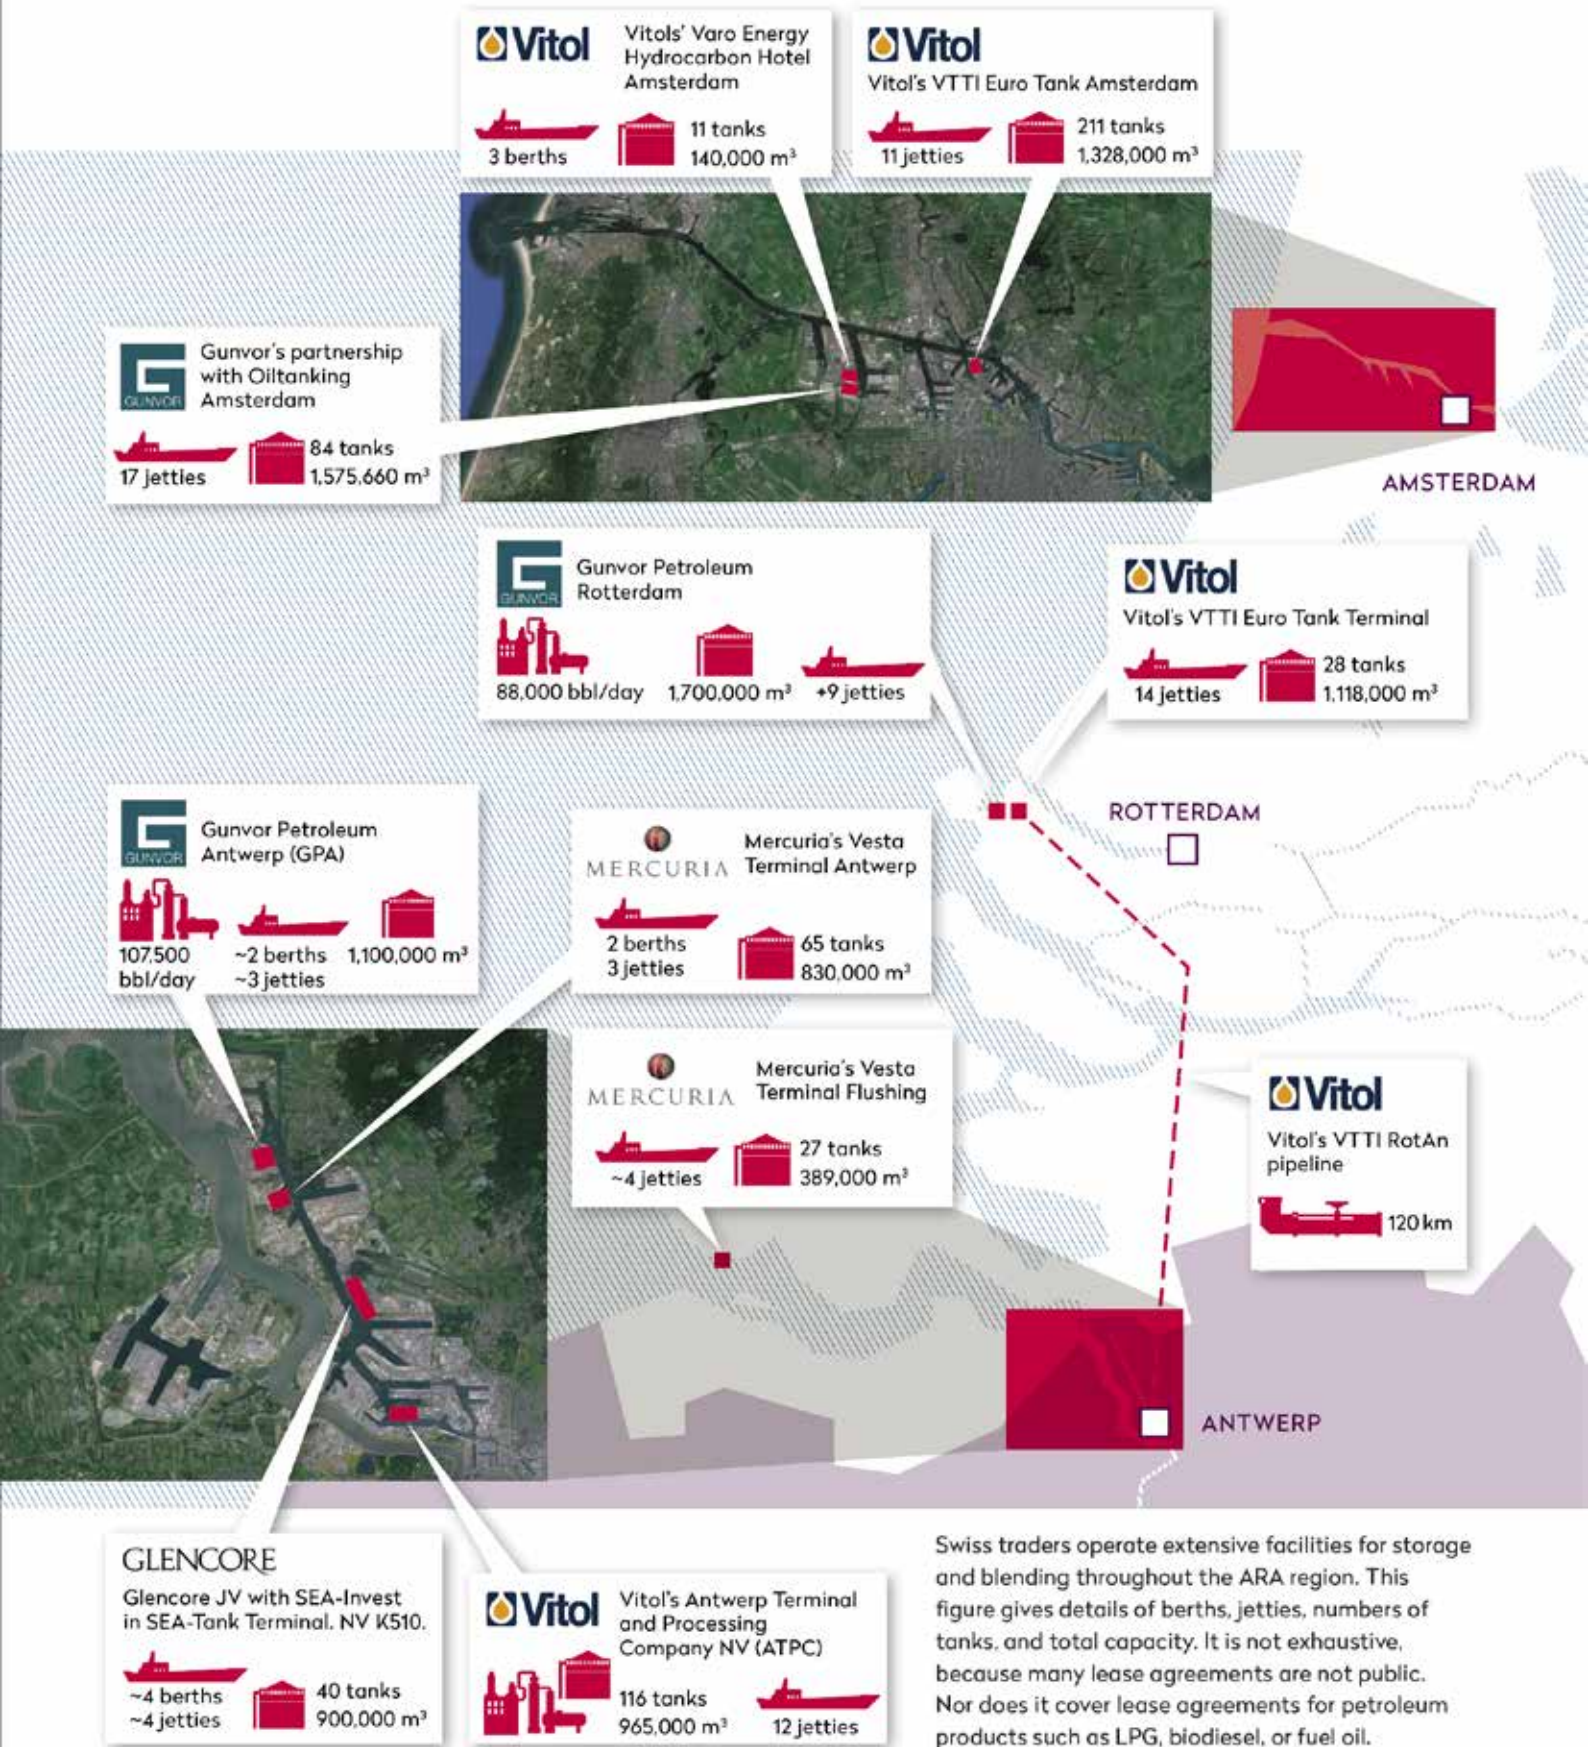 Vitol
Vitols' Varo Energy
Hydrocarbon Hotel
Amsterdam
3 berths
11 tanks
140,000 m³
Vitol
Vitol's VTTI Euro Tank Amsterdam
11 jetties
211 tanks
1,328,000 m³
GUNVOR
Gunvor's partnership
with Oiltanking
Amsterdam
17 jetties
84 tanks
1,575,660 m³
AMSTERDAM
GUNVOR
Gunvor Petroleum
Rotterdam
88,000 bbl/day
1,700,000 m³
+9 jetties
Vitol
Vitol's VTTI Euro Tank Terminal
14 jetties
28 tanks
1,118,000 m³
ROTTERDAM
GUNVOR
Gunvor Petroleum
Antwerp (GPA)
107,500
bbl/day
~2 berths
~3 jetties
1,100,000 m³
MERCURIA
Mercuria's Vesta
Terminal Antwerp
2 berths
3 jetties
65 tanks
830,000 m³
MERCURIA
Mercuria's Vesta
Terminal Flushing
~4 jetties
27 tanks
389,000 m³
Vitol
Vitol's VTTI RotAn
pipeline
120 km
ANTWERP
GLENCORE
Glencore JV with SEA-Invest
in SEA-Tank Terminal, NV K510.
~4 berths
~4 jetties
40 tanks
900,000 m³
Vitol
Vitol's Antwerp Terminal
and Processing
Company NV (ATPC)
116 tanks
965,000 m³
12 jetties
Swiss traders operate extensive facilities for storage
and blending throughout the ARA region. This
figure gives details of berths, jetties, numbers of
tanks, and total capacity. It is not exhaustive,
because many lease agreements are not public.
Nor does it cover lease agreements for petroleum
products such as LPG, biodiesel, or fuel oil.